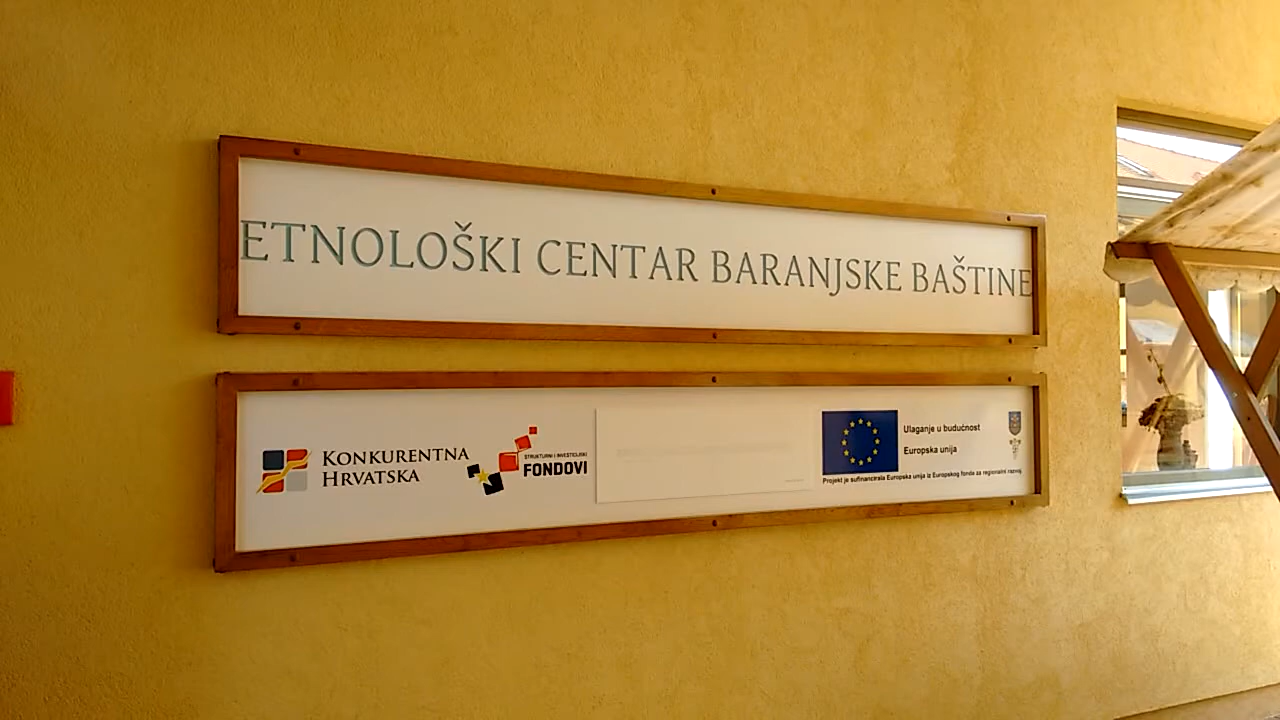 ETNOLOŠKI CENTAR BARANJSKE BAŠTINE
KONKURENTNA
HRVATSKA
STRUKTURNI I INVESTICIJSKI
FONDOVI
Ulaganje u budućnost
Europska unija
Projekt je sufinancirala Europska unija iz Europskog fonda za regionalni razvoj